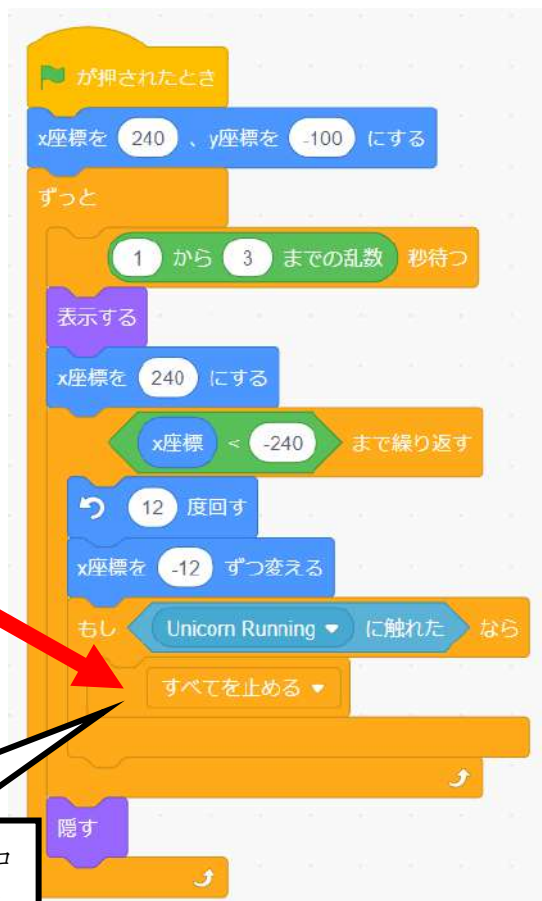 が押されたとき
x座標を 240 、y座標を -100 にする
ずっと
1 から 3 までの乱数 秒待つ
表示する
x座標を 240 にする
x座標 < -240 まで繰り返す
12 度回す
x座標を -12 ずつ変える
もし Unicorn Running に触れた なら
すべてを止める
隠す